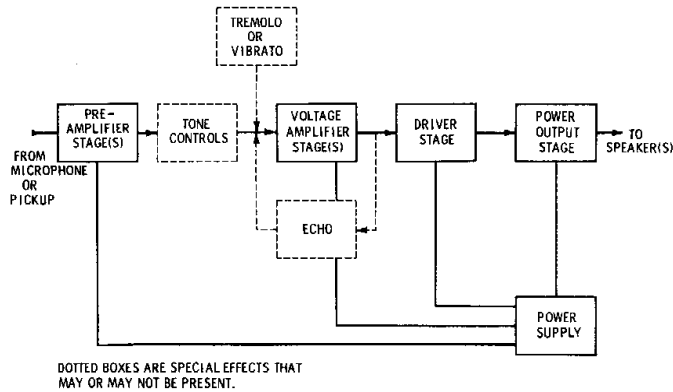 TREMOLO
OR
VIBRATO
PRE-
AMPLIFIER
STAGE(S)
TONE
CONTROLS
VOLTAGE
AMPLIFIER
STAGE(S)
DRIVER
STAGE
POWER
OUTPUT
STAGE
TO
SPEAKER(S)
FROM
MICROPHONE
OR
PICKUP
ECHO
POWER
SUPPLY
DOTTED BOXES ARE SPECIAL EFFECTS THAT
MAY OR MAY NOT BE PRESENT.